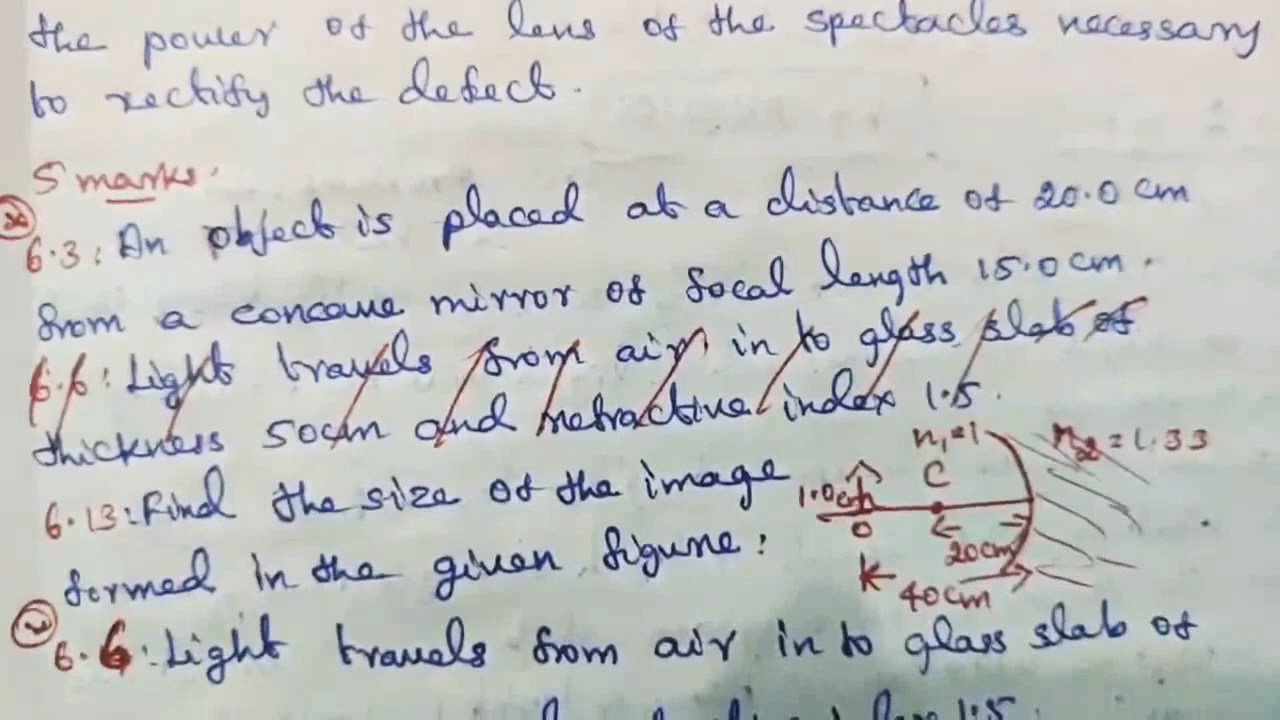 the power of the lens of the spectacles necessary
to rectify the defect.
5 marks.
6.3: An object is placed at a distance of 20.0 cm
from a concave mirror of focal length 15.0 cm.
6.6: Light travels from air in to glass slab of
thickness 50cm and refractive index 1.5.
n₁=1 n₂ = 1.33
C
6.13: Find the size of the image
1.0cm
O
20cm
formed in the given figure:
40cm
6.6: Light travels from air in to glass slab of
1.5.